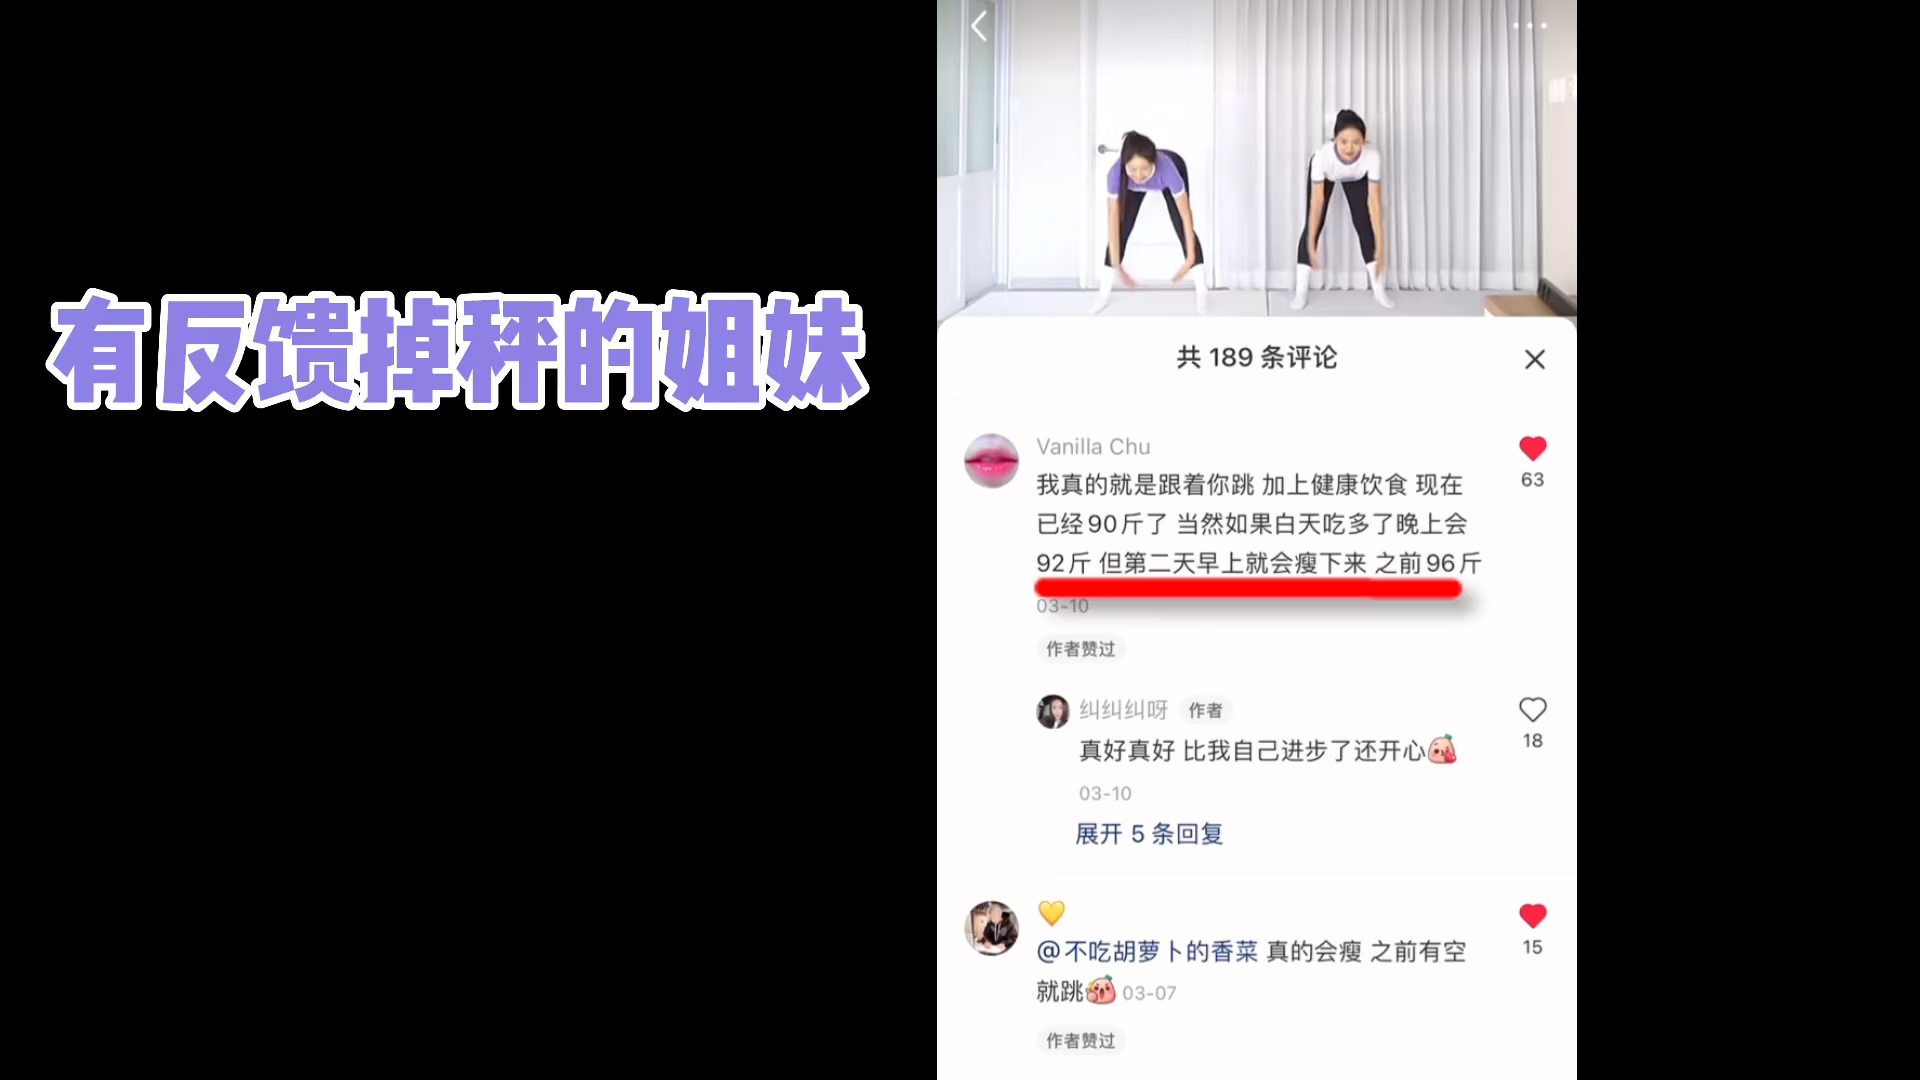 有反馈掉秤的姐妹
共 189 条评论
Vanilla Chu
我真的就是跟着你跳 加上健康饮食 现在
已经90斤了 当然如果白天吃多了晚上会
92斤 但第二天早上就会瘦下来 之前96斤
63
03-10
作者赞过
纠纠纠呀 作者
真好真好 比我自己进步了还开心
18
03-10
展开 5 条回复
@不吃胡萝卜的香菜 真的会瘦 之前有空
就跳 03-07
15
作者赞过